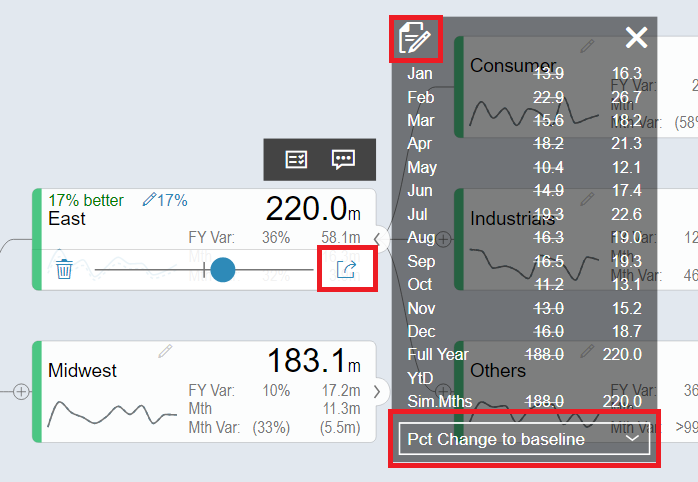 17% better 17%
East
220.0m
FY Var: 36% 58.1m
Mth
Midwest
183.1m
FY Var: 10% 17.2m
Mth 11.3m
Mth Var: (33%) (5.5m)
Jan 13.9 16.3
Feb 22.9 26.7
Mar 15.6 18.2
Apr 18.2 21.3
May 10.4 12.1
Jun 14.9 17.4
Jul 19.3 22.6
Aug 16.3 19.0
Sep 16.5 19.3
Oct 11.2 13.1
Nov 13.0 15.2
Dec 16.0 18.7
Full Year 188.0 220.0
YtD
Sim.Mths 188.0 220.0
Pct Change to baseline
Consumer
FY Var: 2
Mth
Mth Var: (58%
Industrials
FY Var: 12
Mth
Mth Var: 46
Others
FY Var: 36
Mth
Mth Var: >99